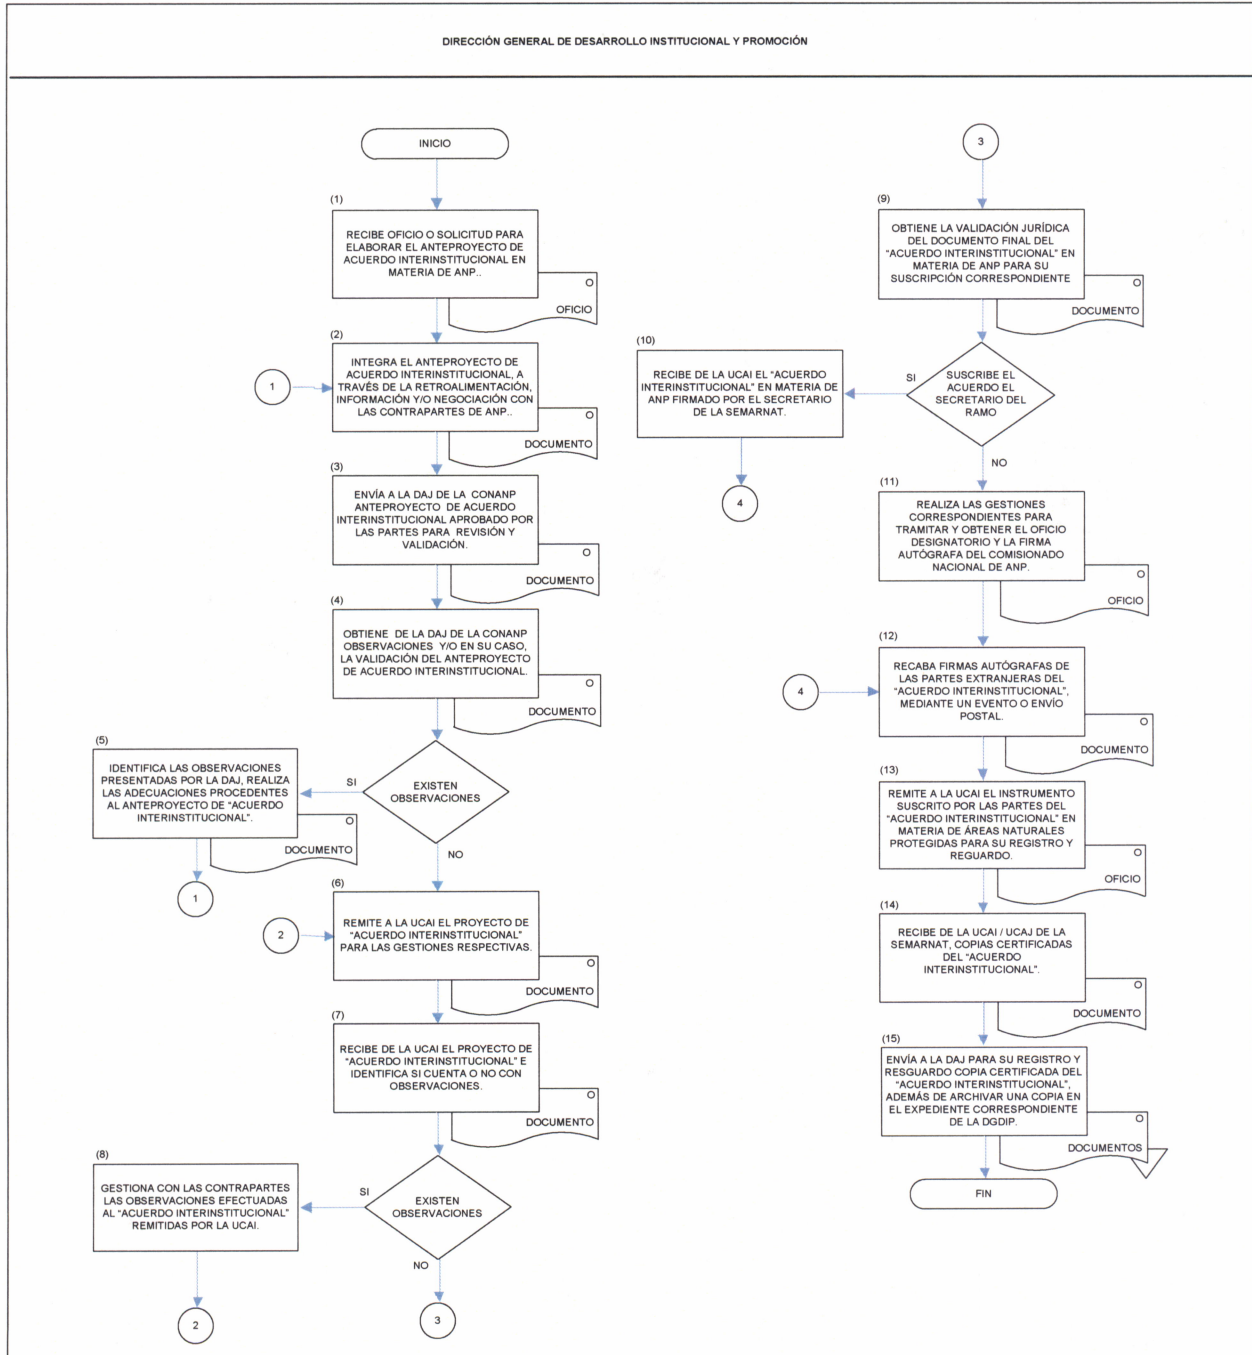 DIRECCIÓN GENERAL DE DESARROLLO INSTITUCIONAL Y PROMOCIÓN
INICIO
(1)
RECIBE OFICIO O SOLICITUD PARA
ELABORAR EL ANTEPROYECTO DE
ACUERDO INTERINSTITUCIONAL EN
MATERIA DE ANP..
OFICIO
(2)
1
INTEGRA EL ANTEPROYECTO DE
ACUERDO INTERINSTITUCIONAL, A
TRAVÉS DE LA RETROALIMENTACIÓN,
INFORMACIÓN Y/O NEGOCIACIÓN CON
LAS CONTRAPARTES DE ANP..
DOCUMENTO
(3)
ENVÍA A LA DAJ DE LA CONANP
ANTEPROYECTO DE ACUERDO
INTERINSTITUCIONAL APROBADO POR
LAS PARTES PARA REVISIÓN Y
VALIDACIÓN.
DOCUMENTO
(4)
OBTIENE DE LA DAJ DE LA CONANP
OBSERVACIONES Y/O EN SU CASO,
LA VALIDACIÓN DEL ANTEPROYECTO
DE ACUERDO INTERINSTITUCIONAL.
DOCUMENTO
EXISTEN
OBSERVACIONES
SI
(5)
IDENTIFICA LAS OBSERVACIONES
PRESENTADAS POR LA DAJ, REALIZA
LAS ADECUACIONES PROCEDENTES
AL ANTEPROYECTO DE “ACUERDO
INTERINSTITUCIONAL”.
DOCUMENTO
1
NO
(6)
2
REMITE A LA UCAI EL PROYECTO DE
“ACUERDO INTERINSTITUCIONAL”
PARA LAS GESTIONES RESPECTIVAS.
DOCUMENTO
(7)
RECIBE DE LA UCAI EL PROYECTO DE
“ACUERDO INTERINSTITUCIONAL” E
IDENTIFICA SI CUENTA O NO CON
OBSERVACIONES.
DOCUMENTO
EXISTEN
OBSERVACIONES
SI
(8)
GESTIONA CON LAS CONTRAPARTES
LAS OBSERVACIONES EFECTUADAS
AL “ACUERDO INTERINSTITUCIONAL”
REMITIDAS POR LA UCAI.
2
NO
3
3
(9)
OBTIENE LA VALIDACIÓN JURÍDICA
DEL DOCUMENTO FINAL DEL
“ACUERDO INTERINSTITUCIONAL” EN
MATERIA DE ANP PARA SU
SUSCRIPCIÓN CORRESPONDIENTE
DOCUMENTO
SUSCRIBE EL
ACUERDO EL
SECRETARIO DEL
RAMO
SI
(10)
RECIBE DE LA UCAI EL “ACUERDO
INTERINSTITUCIONAL” EN MATERIA DE
ANP FIRMADO POR EL SECRETARIO
DE LA SEMARNAT.
4
NO
(11)
REALIZA LAS GESTIONES
CORRESPONDIENTES PARA
TRAMITAR Y OBTENER EL OFICIO
DESIGNATORIO Y LA FIRMA
AUTÓGRAFA DEL COMISIONADO
NACIONAL DE ANP.
OFICIO
(12)
4
RECABA FIRMAS AUTÓGRAFAS DE
LAS PARTES EXTRANJERAS DEL
“ACUERDO INTERINSTITUCIONAL”,
MEDIANTE UN EVENTO O ENVÍO
POSTAL.
DOCUMENTO
(13)
REMITE A LA UCAI EL INSTRUMENTO
SUSCRITO POR LAS PARTES DEL
“ACUERDO INTERINSTITUCIONAL” EN
MATERIA DE ÁREAS NATURALES
PROTEGIDAS PARA SU REGISTRO Y
REGUARDO.
OFICIO
(14)
RECIBE DE LA UCAI / UCAJ DE LA
SEMARNAT, COPIAS CERTIFICADAS
DEL “ACUERDO
INTERINSTITUCIONAL”.
DOCUMENTO
(15)
ENVÍA A LA DAJ PARA SU REGISTRO Y
RESGUARDO COPIA CERTIFICADA DEL
“ACUERDO INTERINSTITUCIONAL”,
ADEMÁS DE ARCHIVAR UNA COPIA EN
EL EXPEDIENTE CORRESPONDIENTE
DE LA DGDIP.
DOCUMENTOS
FIN